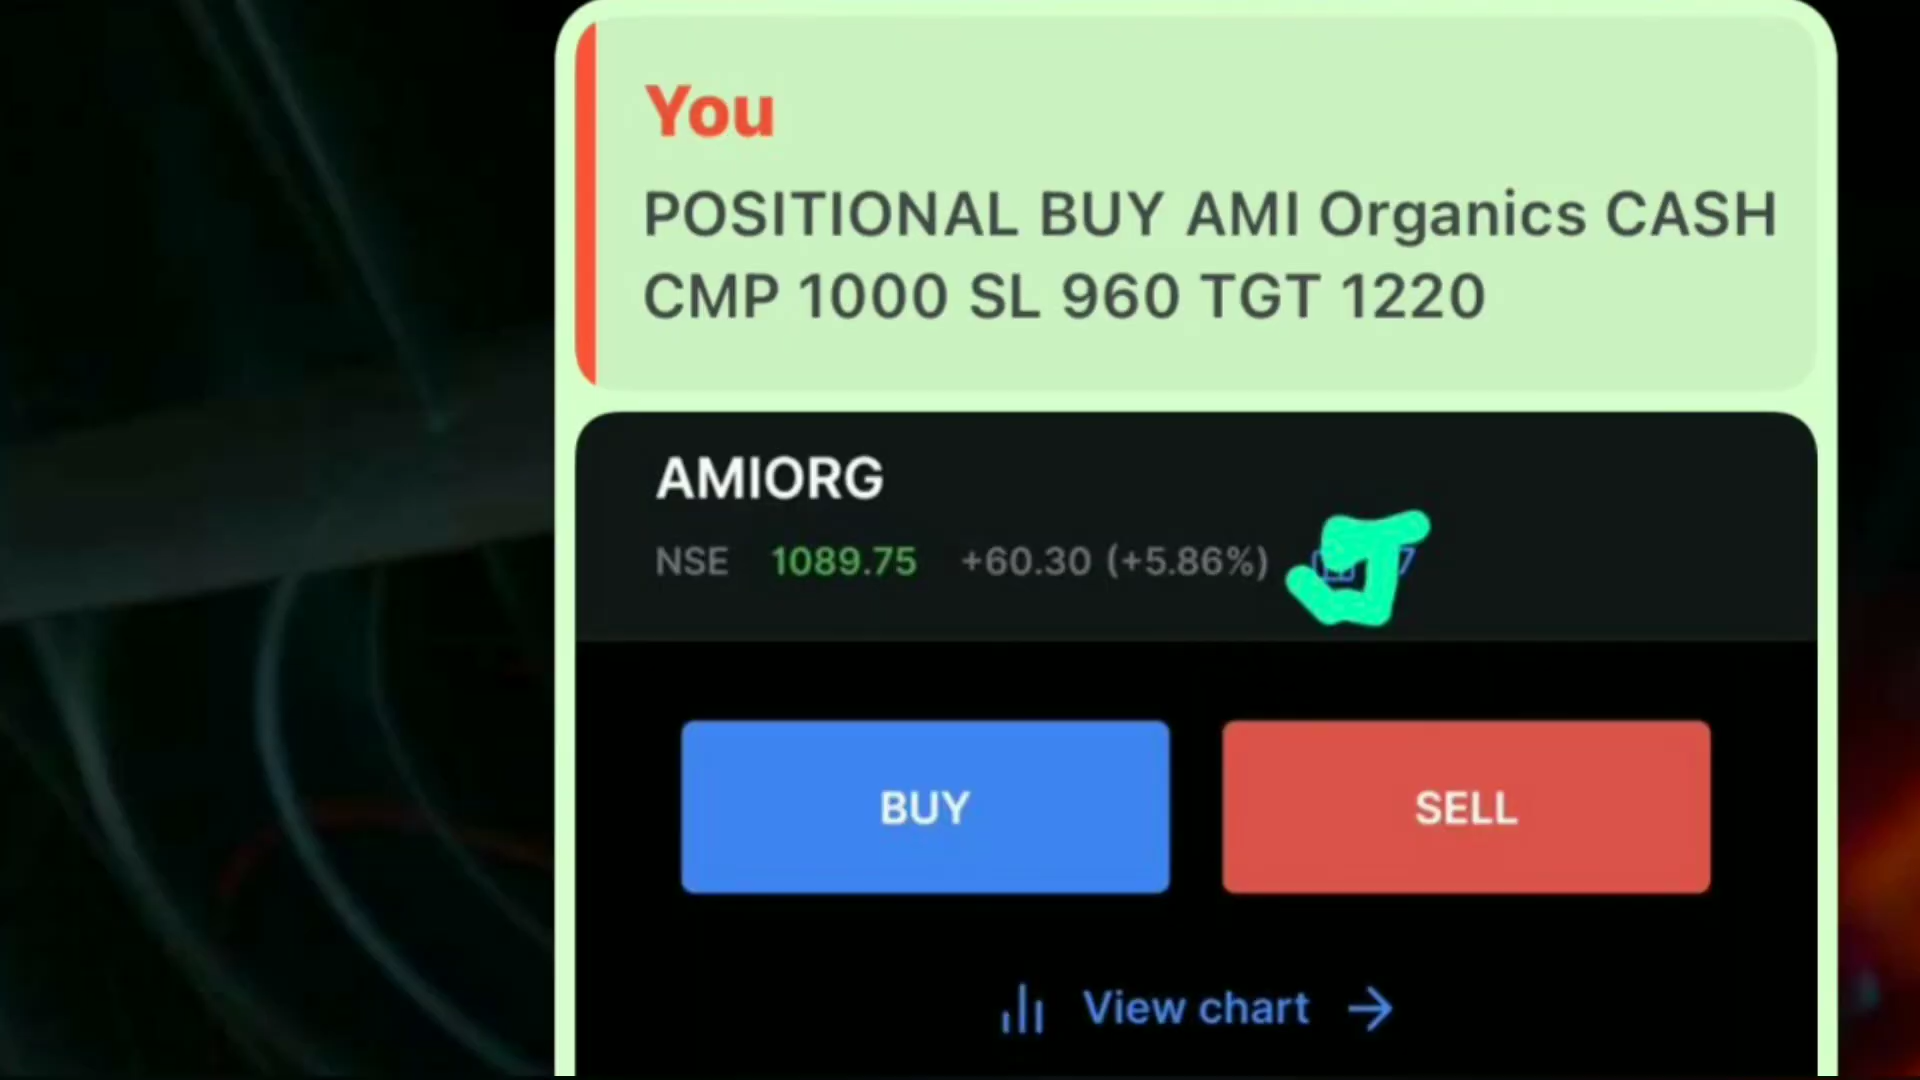 You
POSITIONAL BUY AMI Organics CASH
CMP 1000 SL 960 TGT 1220
AMIORG
NSE 1089.75 +60.30 (+5.86%)
BUY SELL
View chart